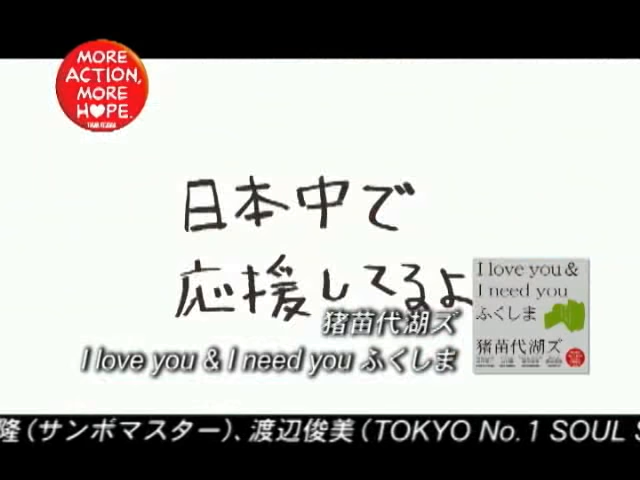 MORE
ACTION,
MORE
H♥PE.
日本中で
応援してるよ
猪苗代湖ズ
I love you & I need you ふくしま
I love you &
I need you
ふくしま
猪苗代湖ズ
隆（サンボマスター）、渡辺俊美（TOKYO No.1 SOUL S